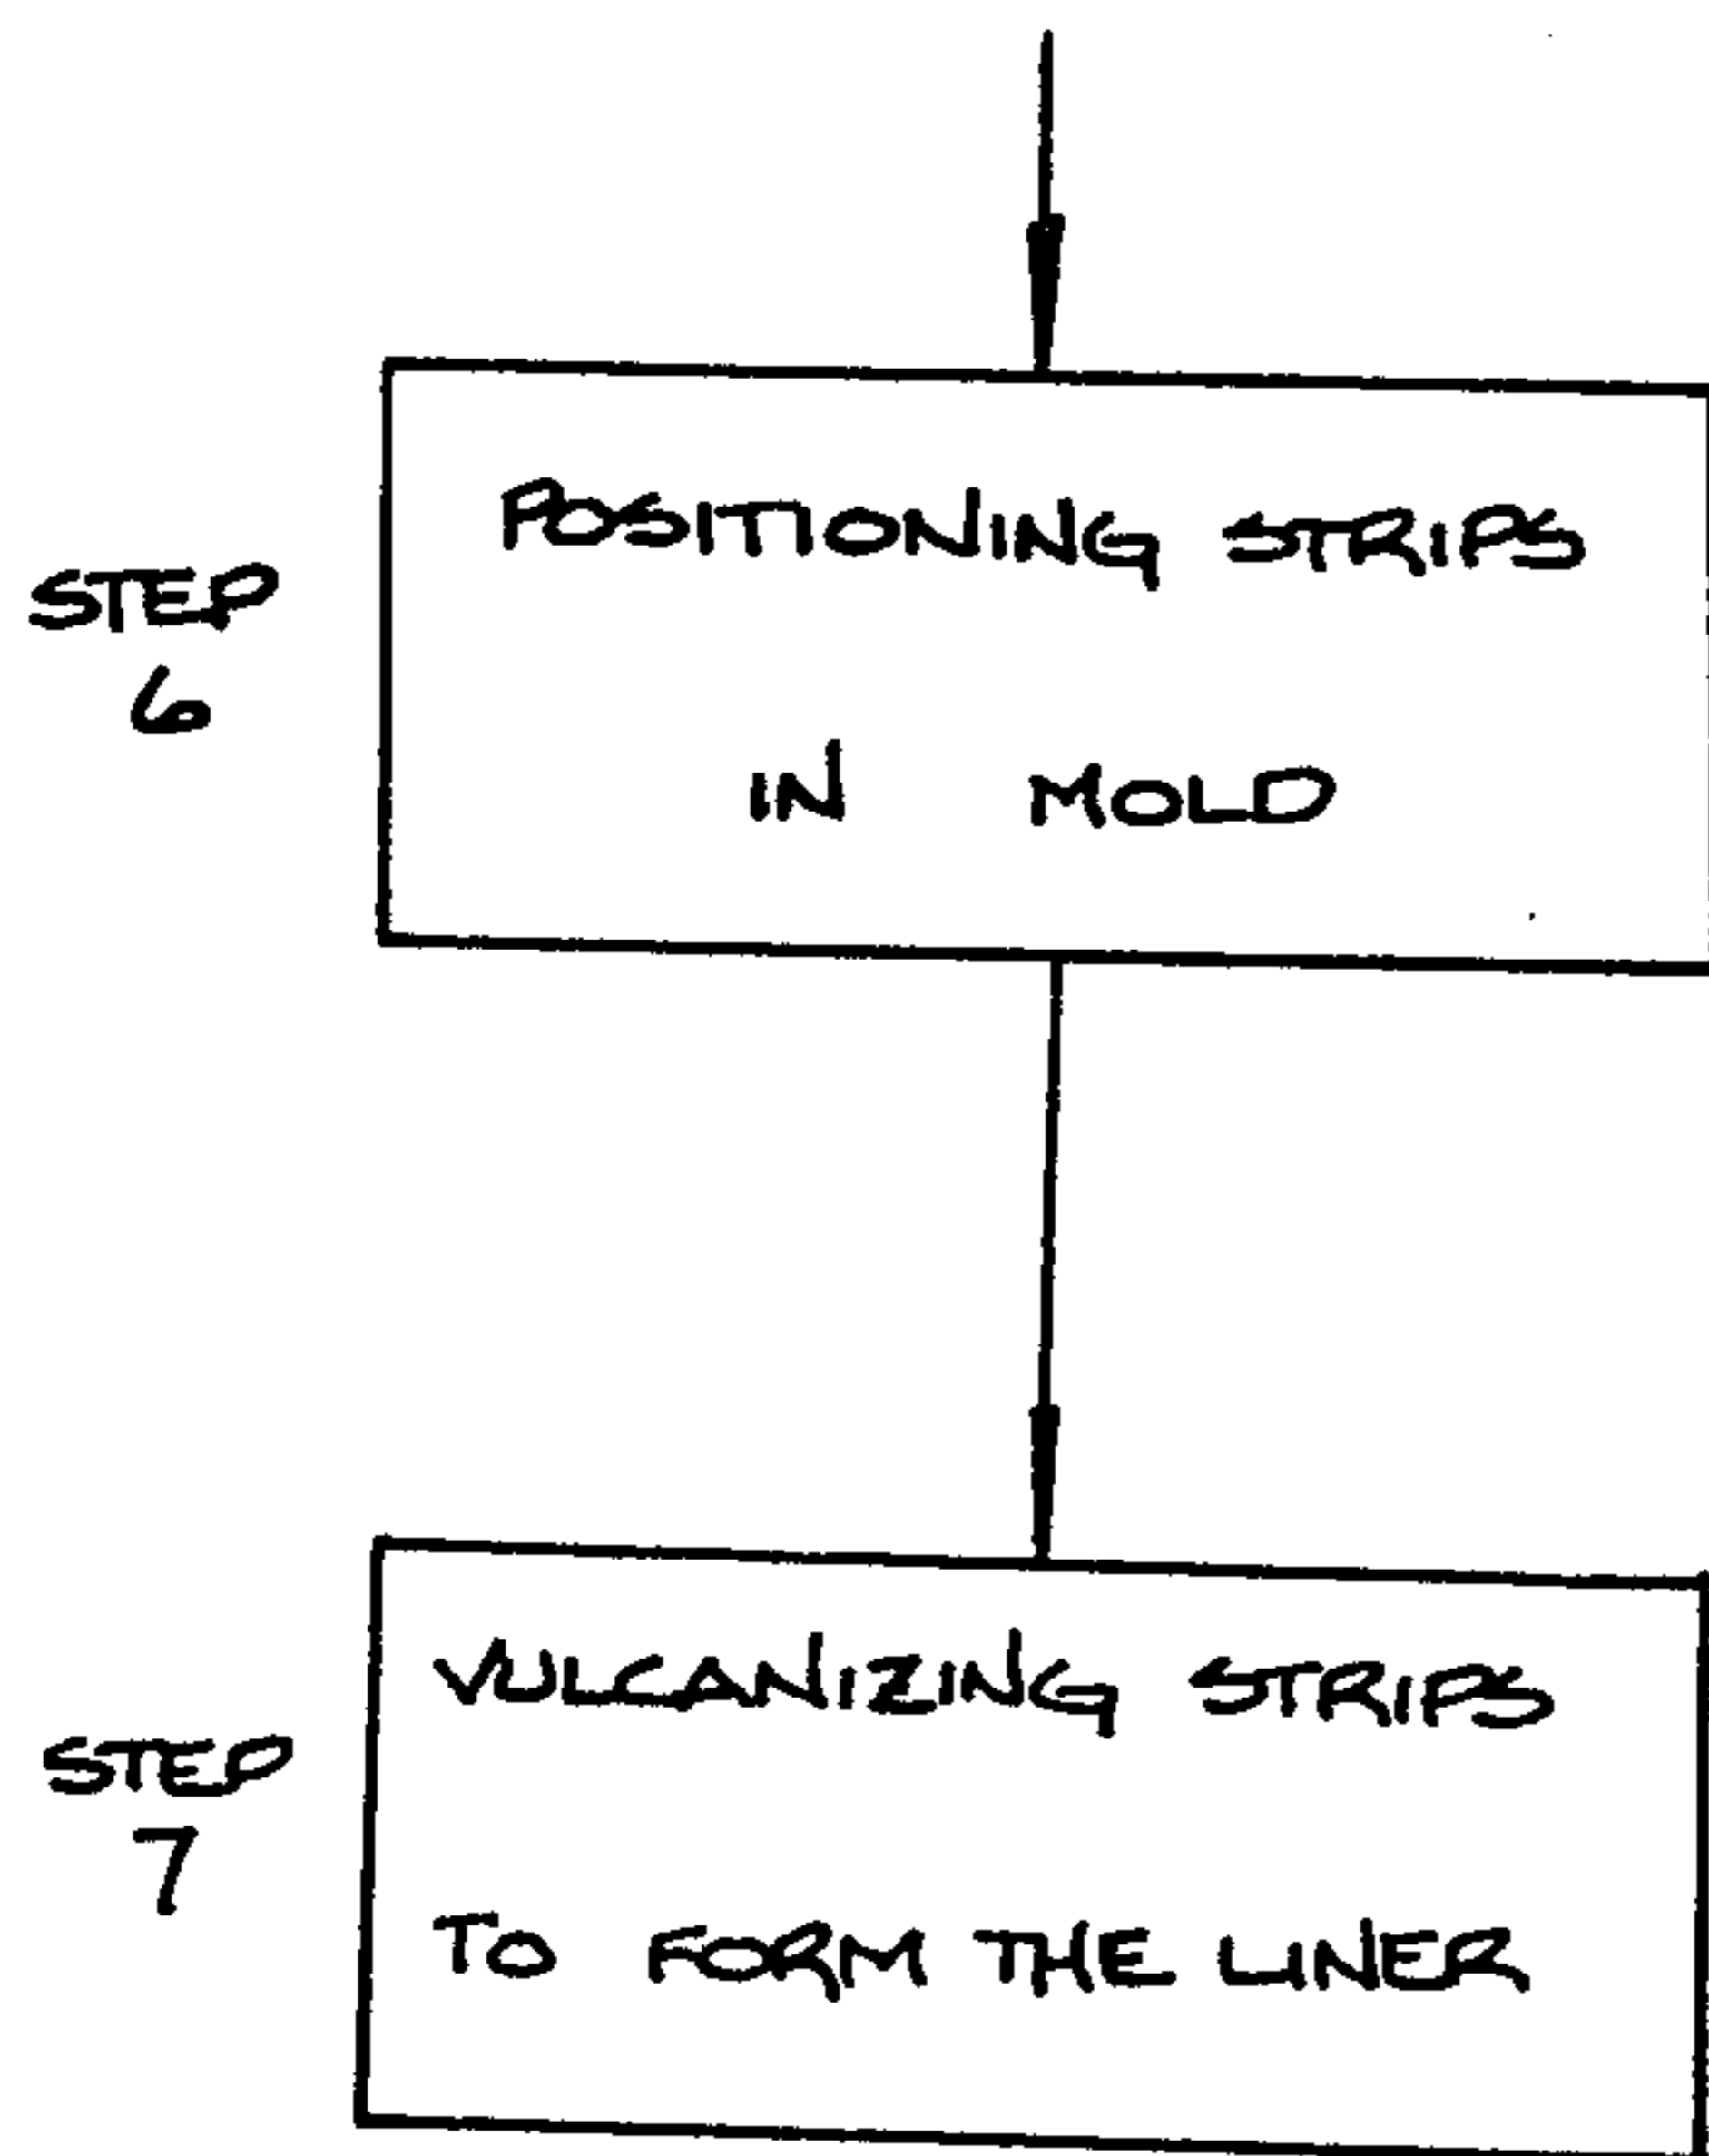 POSITIONING STRIPS
IN MOLD
STEP
6
VULCANIZING STRIPS
TO FORM THE LINER
STEP
7